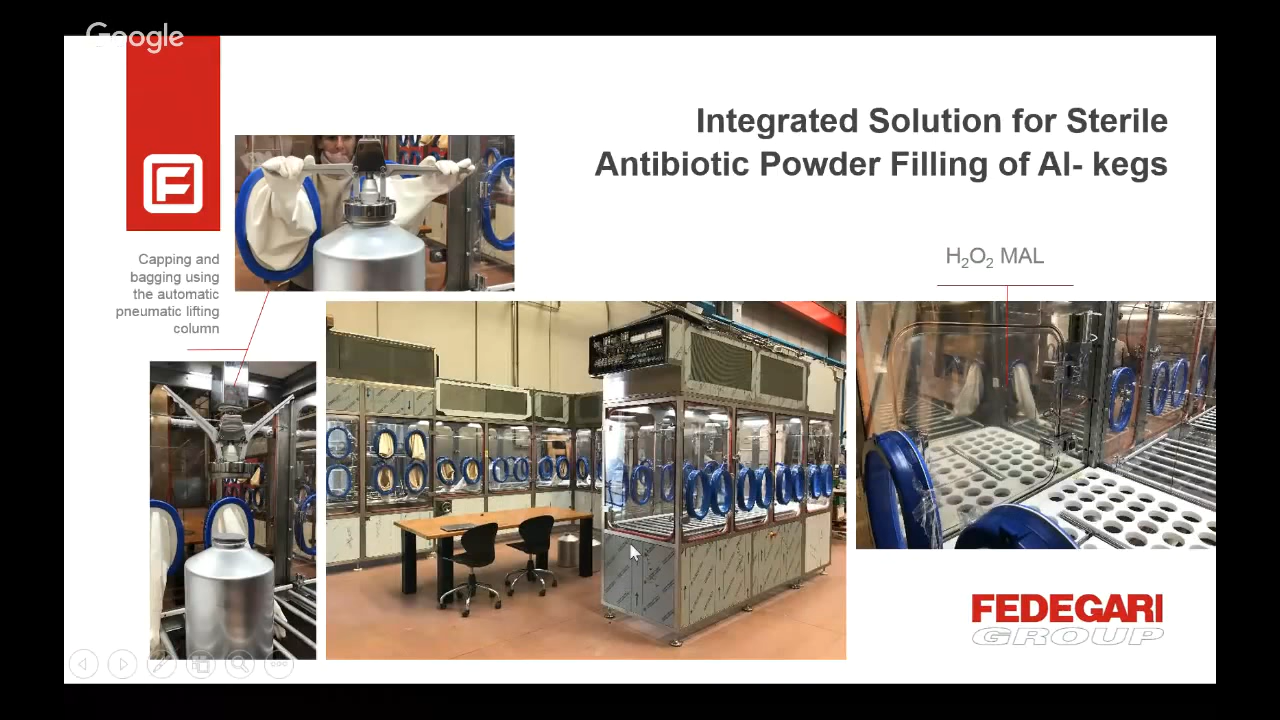 Google
Integrated Solution for Sterile
Antibiotic Powder Filling of Al- kegs
F
Capping and
bagging using
the automatic
pneumatic lifting
column
H₂O₂ MAL
FEDEGARI
GROUP